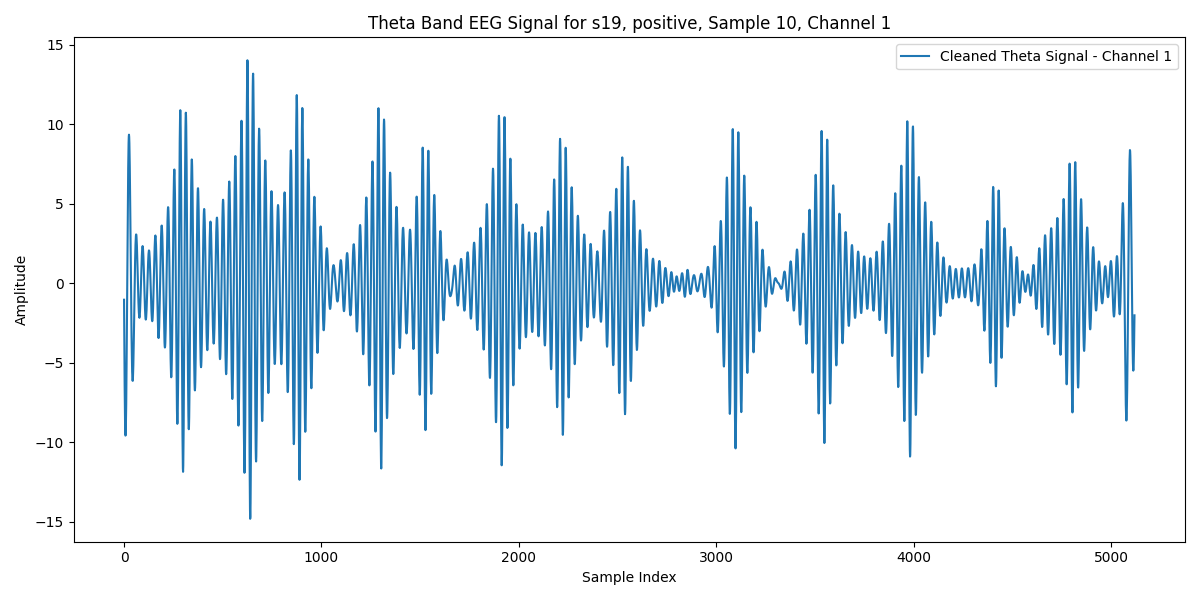 Theta Band EEG Signal for s19, positive, Sample 10, Channel 1
Cleaned Theta Signal - Channel 1
Amplitude
15
10
5
0
−5
−10
−15
0 1000 2000 3000 4000 5000
Sample Index